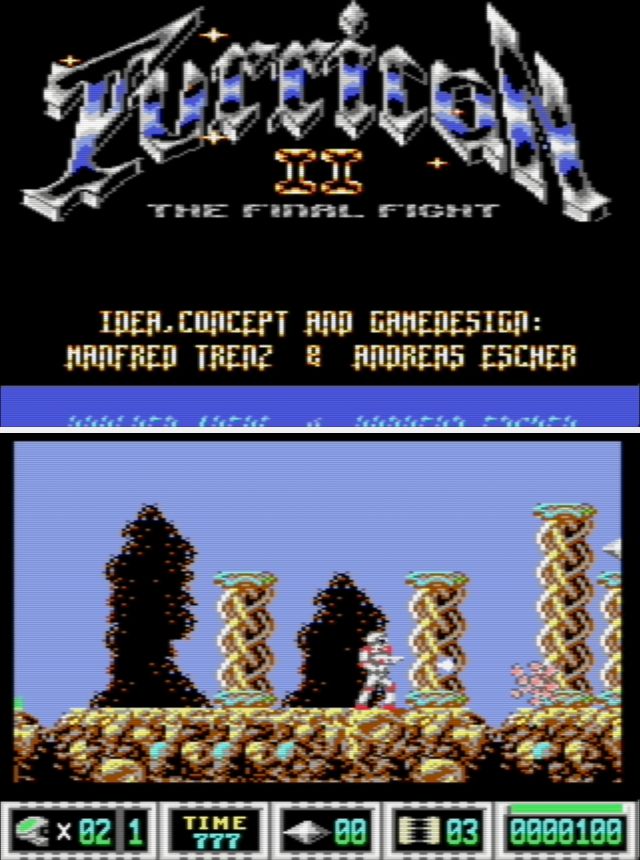 Turrican
II
THE FINAL FIGHT
IDEA,CONCEPT AND GAMEDESIGN:
MANFRED TRENZ & ANDREAS ESCHER
x 02 1
TIME
777
00
03
0000100